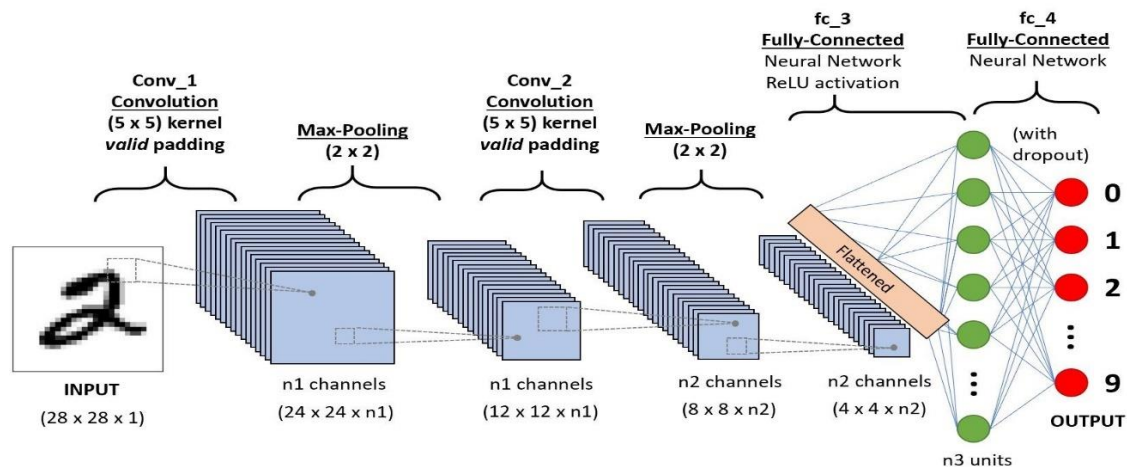 Conv_1
Convolution
(5 x 5) kernel
valid padding
Max-Pooling
(2 x 2)
Conv_2
Convolution
(5 x 5) kernel
valid padding
Max-Pooling
(2 x 2)
fc_3
Fully-Connected
Neural Network
ReLU activation
fc_4
Fully-Connected
Neural Network
(with
dropout)
2
INPUT
(28 x 28 x 1)
n1 channels
(24 x 24 x n1)
n1 channels
(12 x 12 x n1)
n2 channels
(8 x 8 x n2)
n2 channels
(4 x 4 x n2)
Flattened
n3 units
0
1
2
9
OUTPUT